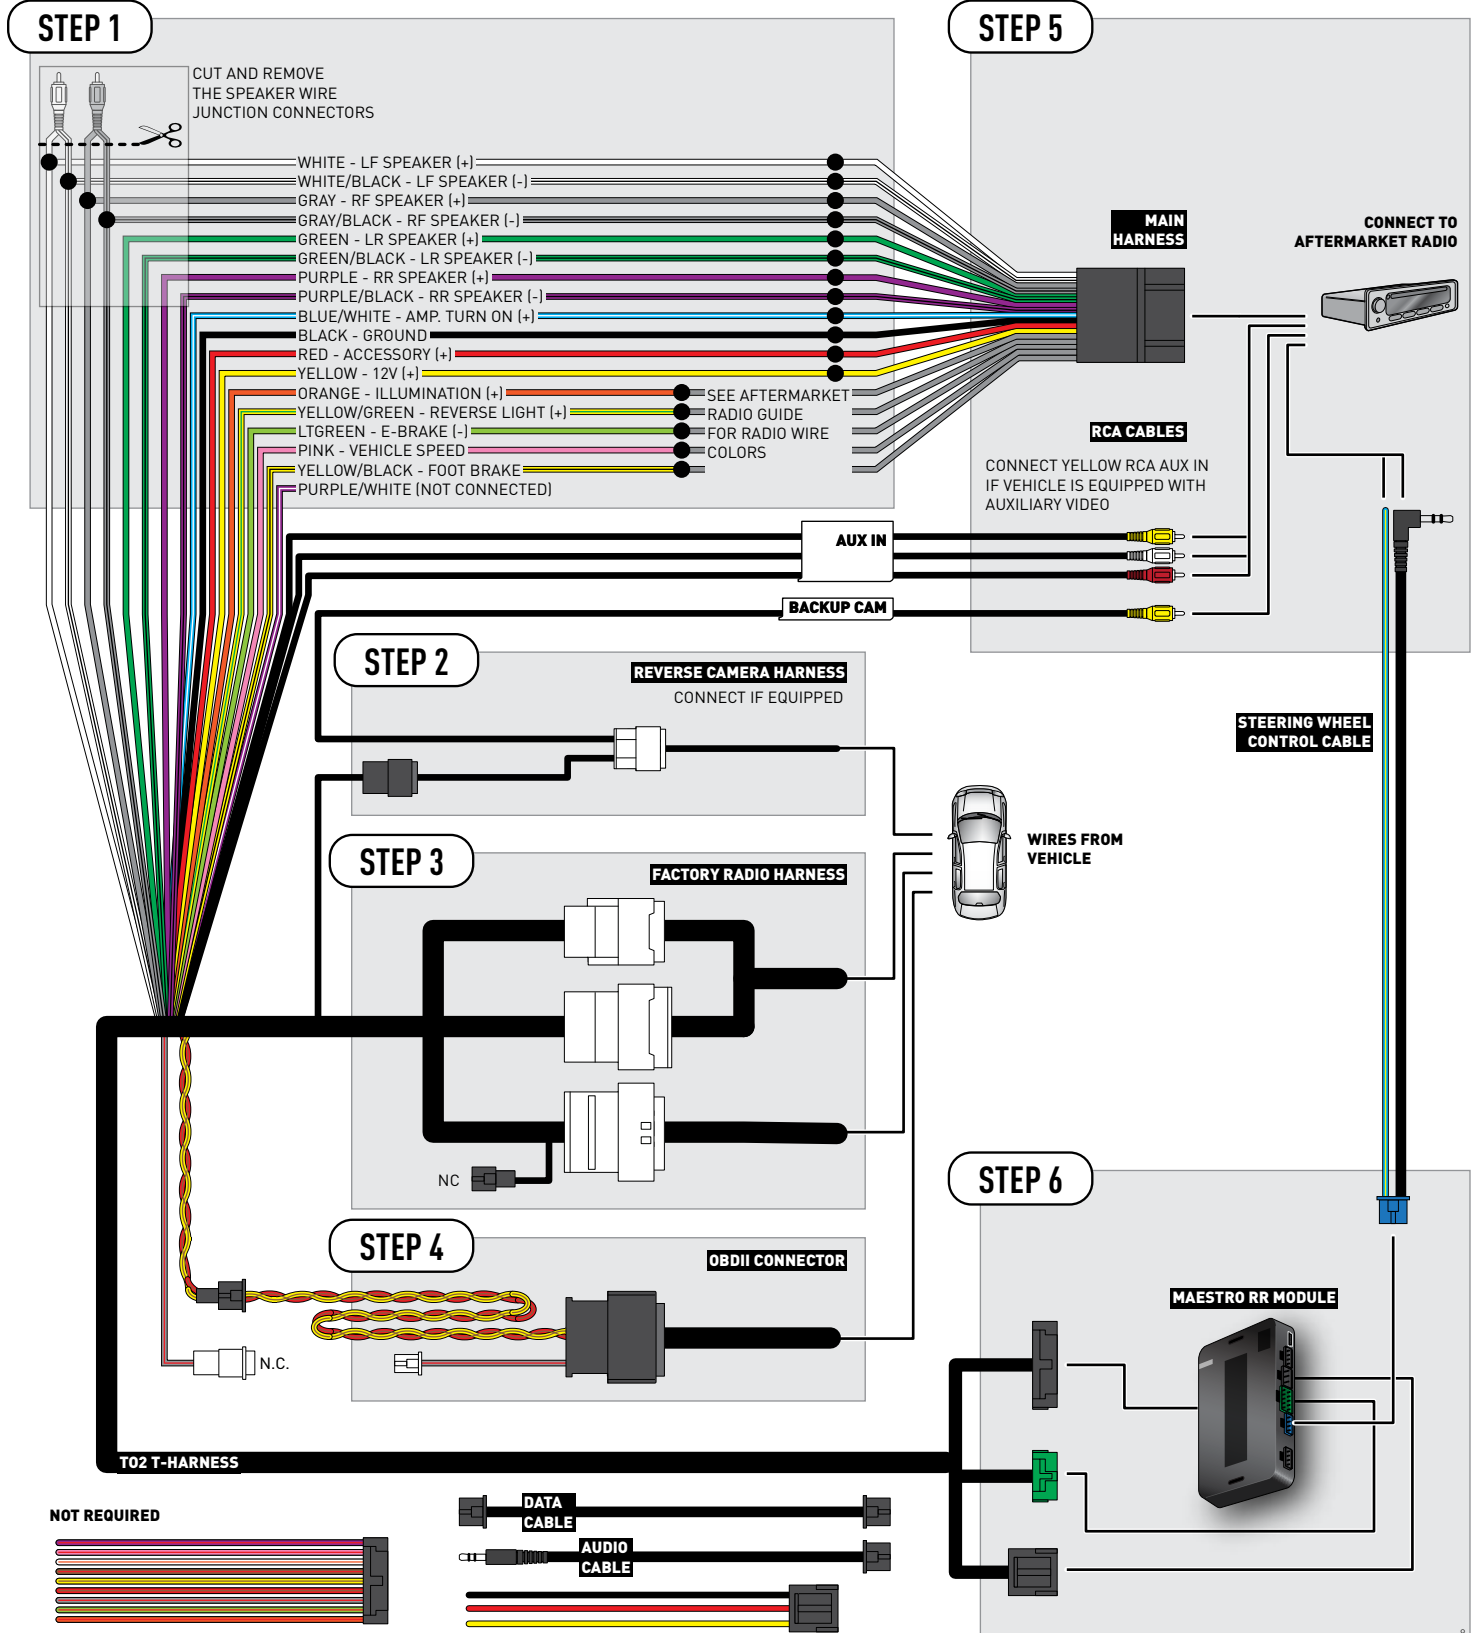 STEP 1
CUT AND REMOVE
THE SPEAKER WIRE
JUNCTION CONNECTORS
WHITE - LF SPEAKER (+)
WHITE/BLACK - LF SPEAKER (-)
GRAY - RF SPEAKER (+)
GRAY/BLACK - RF SPEAKER (-)
GREEN - LR SPEAKER (+)
GREEN/BLACK - LR SPEAKER (-)
PURPLE - RR SPEAKER (+)
PURPLE/BLACK - RR SPEAKER (-)
BLUE/WHITE - AMP. TURN ON (+)
BLACK - GROUND
RED - ACCESSORY (+)
YELLOW - 12V (+)
ORANGE - ILLUMINATION (+)
YELLOW/GREEN - REVERSE LIGHT (+)
LTGREEN - E-BRAKE (-)
PINK - VEHICLE SPEED
YELLOW/BLACK - FOOT BRAKE
PURPLE/WHITE (NOT CONNECTED)
SEE AFTERMARKET
RADIO GUIDE
FOR RADIO WIRE
COLORS
STEP 5
MAIN
HARNESS
CONNECT TO
AFTERMARKET RADIO
RCA CABLES
CONNECT YELLOW RCA AUX IN
IF VEHICLE IS EQUIPPED WITH
AUXILIARY VIDEO
AUX IN
BACKUP CAM
STEP 2
REVERSE CAMERA HARNESS
CONNECT IF EQUIPPED
STEERING WHEEL
CONTROL CABLE
WIRES FROM
VEHICLE
STEP 3
FACTORY RADIO HARNESS
NC
STEP 4
OBDII CONNECTOR
N.C.
STEP 6
MAESTRO RR MODULE
T02 T-HARNESS
NOT REQUIRED
DATA
CABLE
AUDIO
CABLE